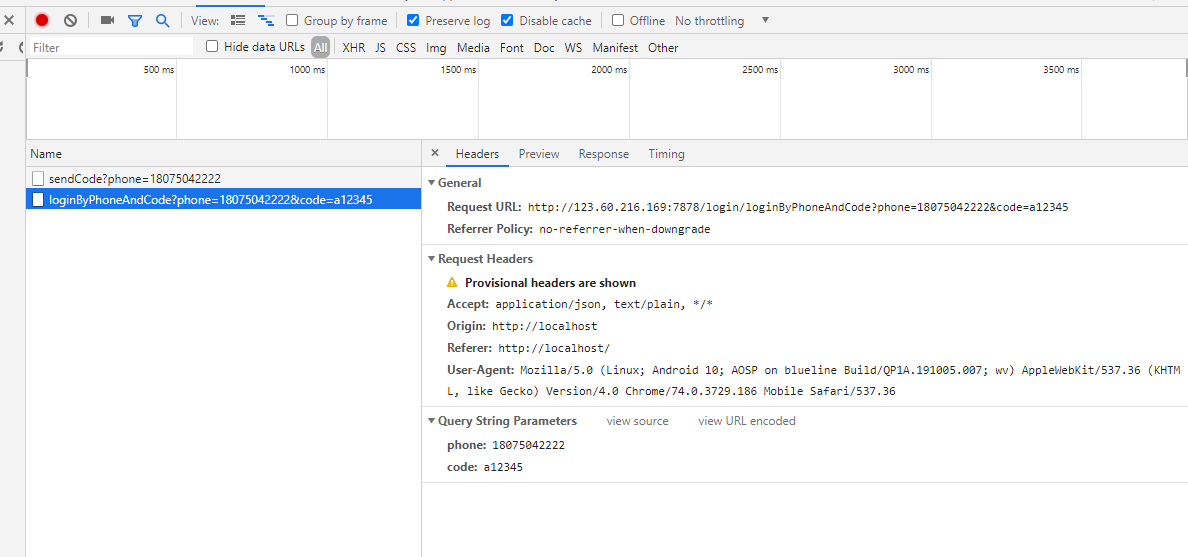 View: Group by frame Preserve log Disable cache Offline No throttling
Filter Hide data URLs All XHR JS CSS Img Media Font Doc WS Manifest Other
500 ms 1000 ms 1500 ms 2000 ms 2500 ms 3000 ms 3500 ms
Name
sendCode?phone=18075042222
loginByPhoneAndCode?phone=18075042222&code=a12345
Headers Preview Response Timing
General
Request URL: http://123.60.216.169:7878/login/loginByPhoneAndCode?phone=18075042222&code=a12345
Referrer Policy: no-referrer-when-downgrade
Request Headers
Provisional headers are shown
Accept: application/json, text/plain, */*
Origin: http://localhost
Referer: http://localhost/
User-Agent: Mozilla/5.0 (Linux; Android 10; AOSP on blueline Build/QP1A.191005.007; wv) AppleWebKit/537.36 (KHTM
L, like Gecko) Version/4.0 Chrome/74.0.3729.186 Mobile Safari/537.36
Query String Parameters view source view URL encoded
phone: 18075042222
code: a12345